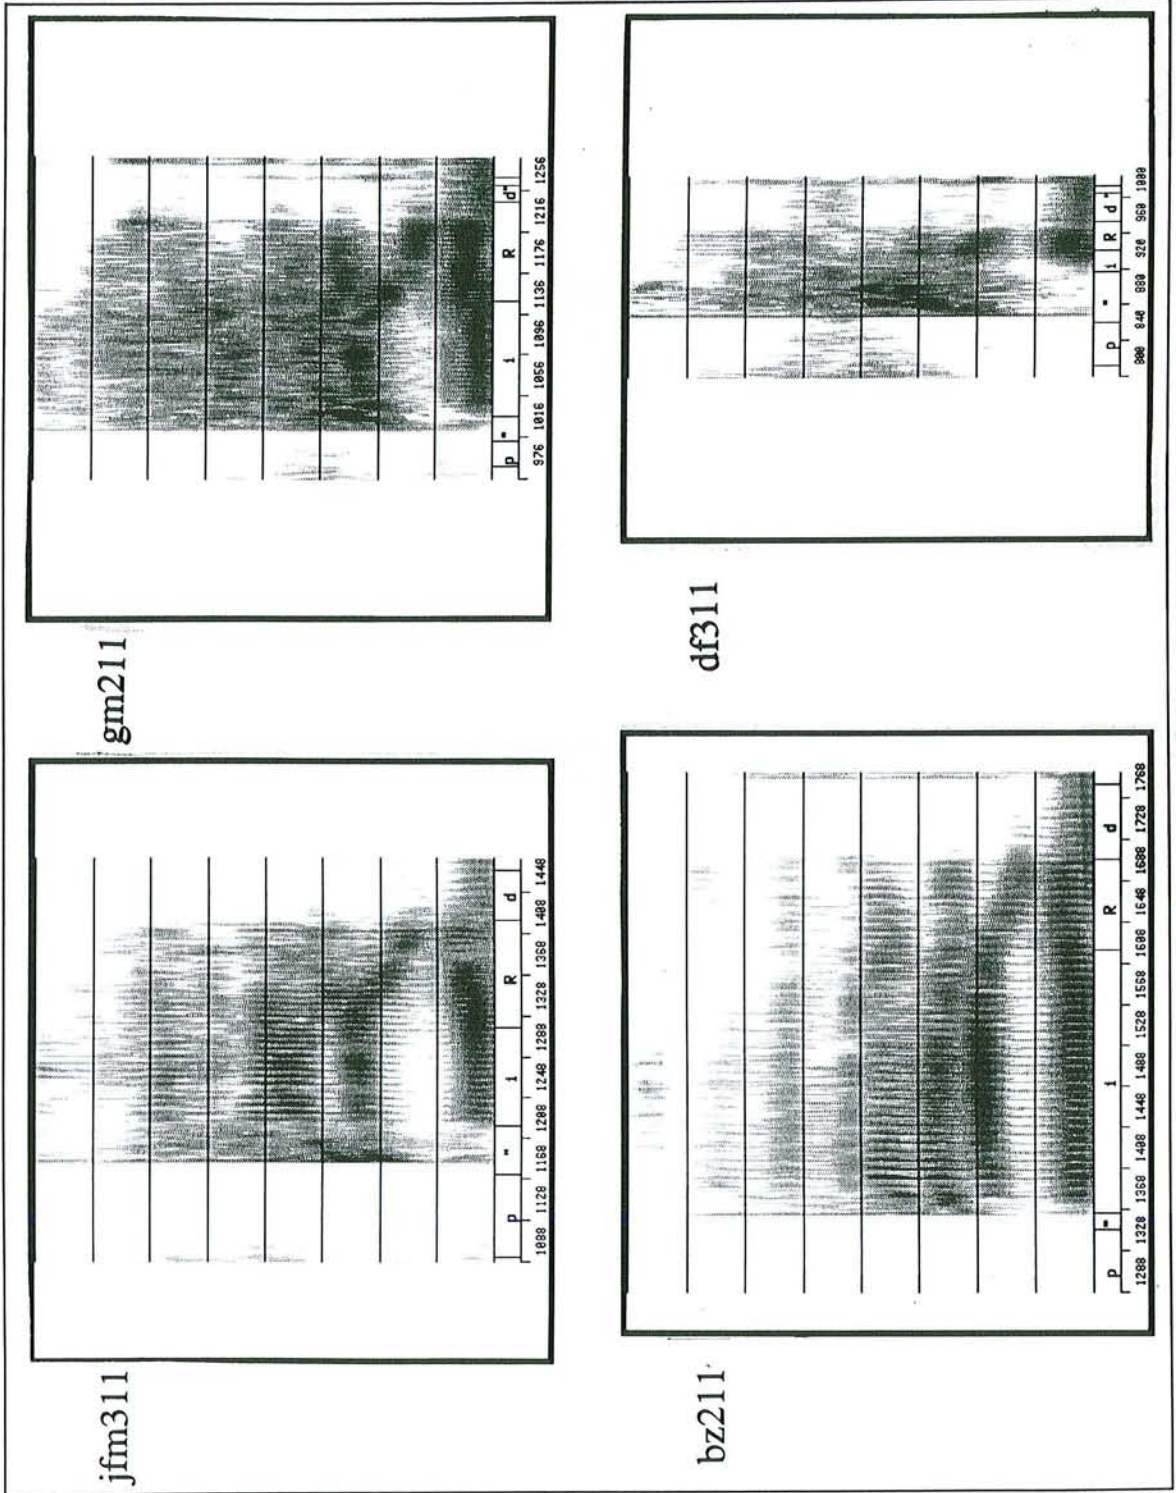 jfm311
p " i R d
1088 1128 1168 1208 1248 1288 1328 1368 1408 1448
gm211
p " i R d"
976 1016 1056 1096 1136 1176 1216 1256
bz211
p " i R d
1288 1328 1368 1408 1448 1488 1528 1568 1608 1648 1688 1728 1768
df311
p " i R d"
800 840 880 920 960 1000